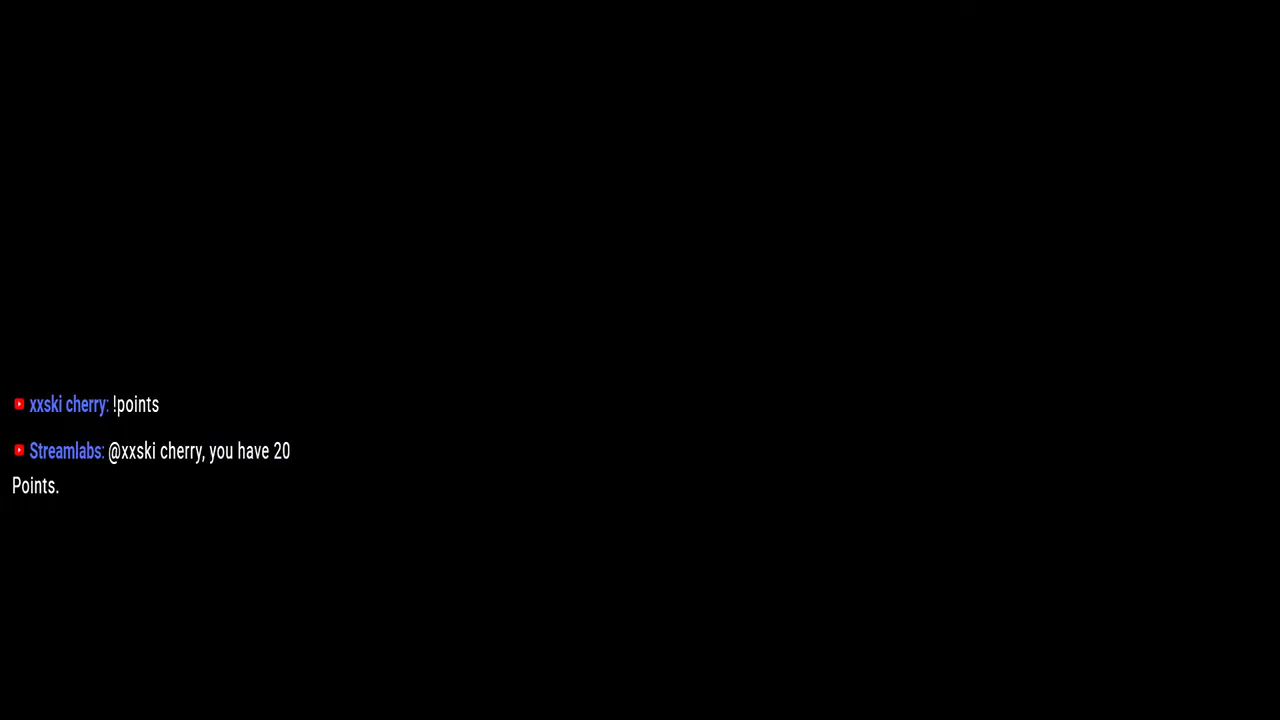 xxski cherry: !points
Streamlabs: @xxski cherry, you have 20
Points.